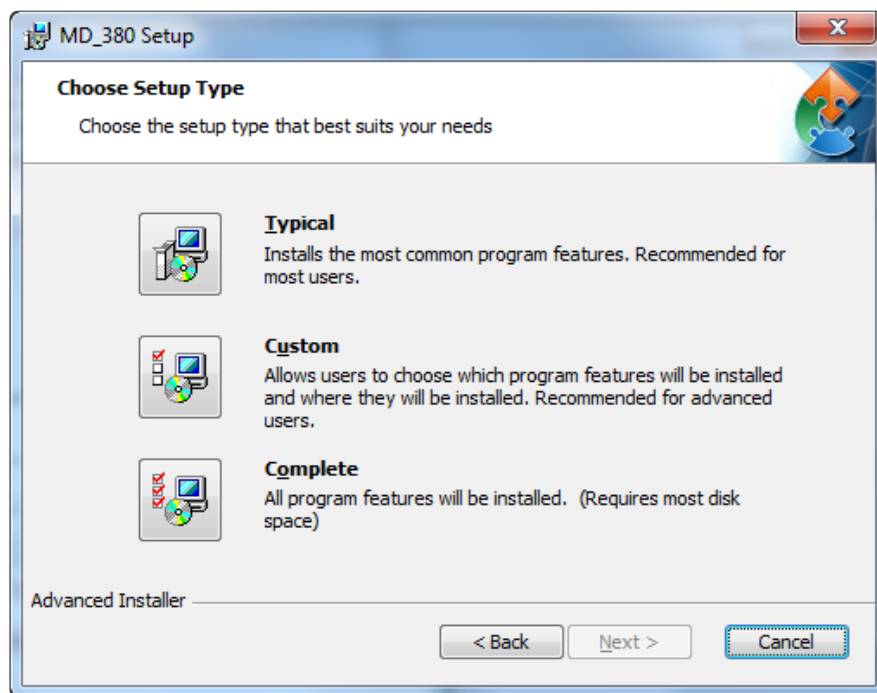 MD_380 Setup
Choose Setup Type
Choose the setup type that best suits your needs
Typical
Installs the most common program features. Recommended for
most users.
Custom
Allows users to choose which program features will be installed
and where they will be installed. Recommended for advanced
users.
Complete
All program features will be installed.  (Requires most disk
space)
Advanced Installer
< Back Next > Cancel